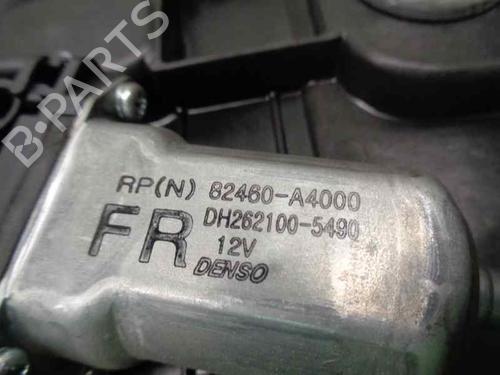 B-PARTS
RP(N) 82460-A4000
FR DH262100-5490
12V
DENSO